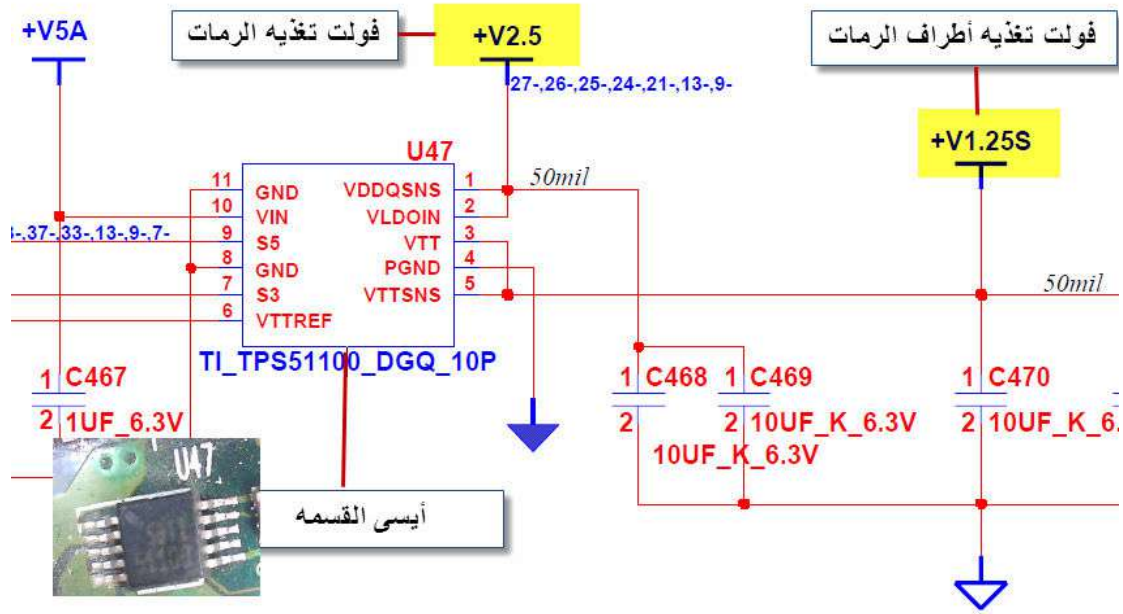 +V5A
فولت تغذيه الرمات
+V2.5
فولت تغذيه أطراف الرمات
27-,26-,25-,24-,21-,13-,9-
+V1.25S
U47
50mil
11 GND VDDQSNS 1
10 VIN VLDOIN 2
-,37-,33-,13-,9-,7-
9 S5 VTT 3
8 GND PGND 4
7 S3 VTTSNS 5
50mil
6 VTTREF
TI_TPS51100_DGQ_10P
1 C467
2 1UF_6.3V
1 C468
2
10UF_K_6.3V
1 C469
2 10UF_K_6.3V
1 C470
2 10UF_K_6.
U47
أيسى القسمه